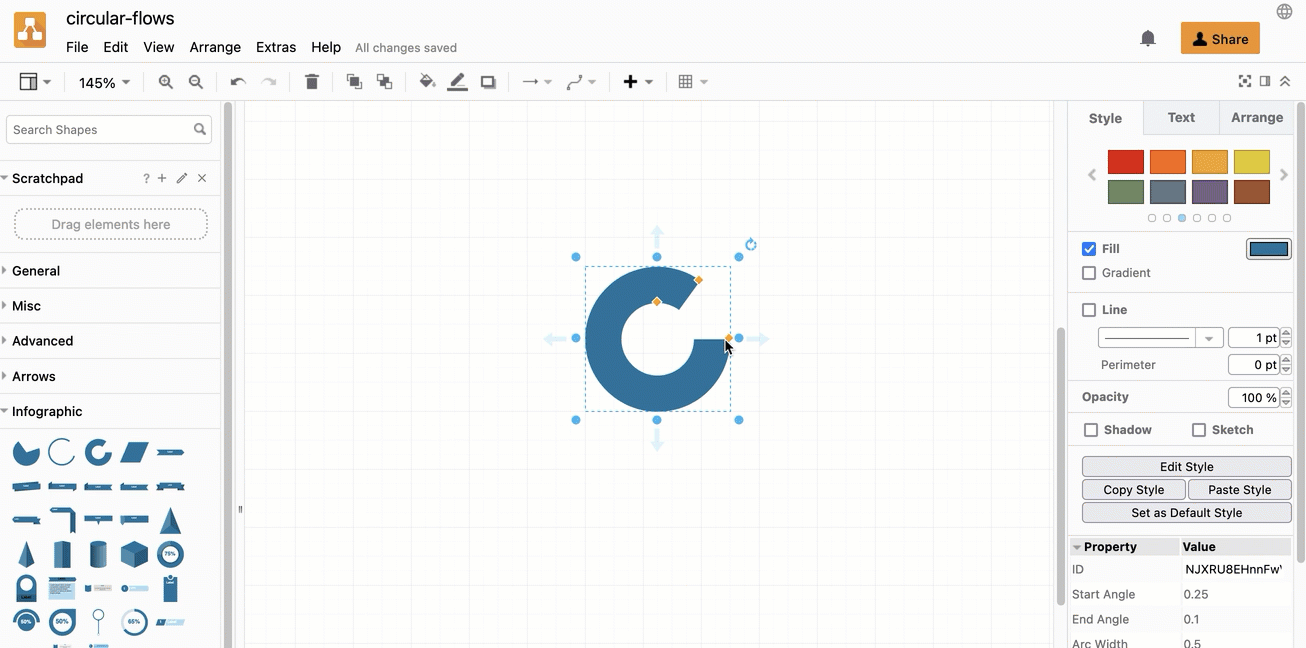 circular-flows
File Edit View Arrange Extras Help All changes saved
Share
145%
Search Shapes
Scratchpad ? + ×
Drag elements here
General
Misc
Advanced
Arrows
Infographic
75%
50%
50%
65%
Style Text Arrange
Fill
Gradient
Line
1 pt
Perimeter 0 pt
Opacity 100 %
Shadow Sketch
Edit Style
Copy Style Paste Style
Set as Default Style
Property Value
ID NJXRU8EHnnFw
Start Angle 0.25
End Angle 0.1
Arc Width 0.5